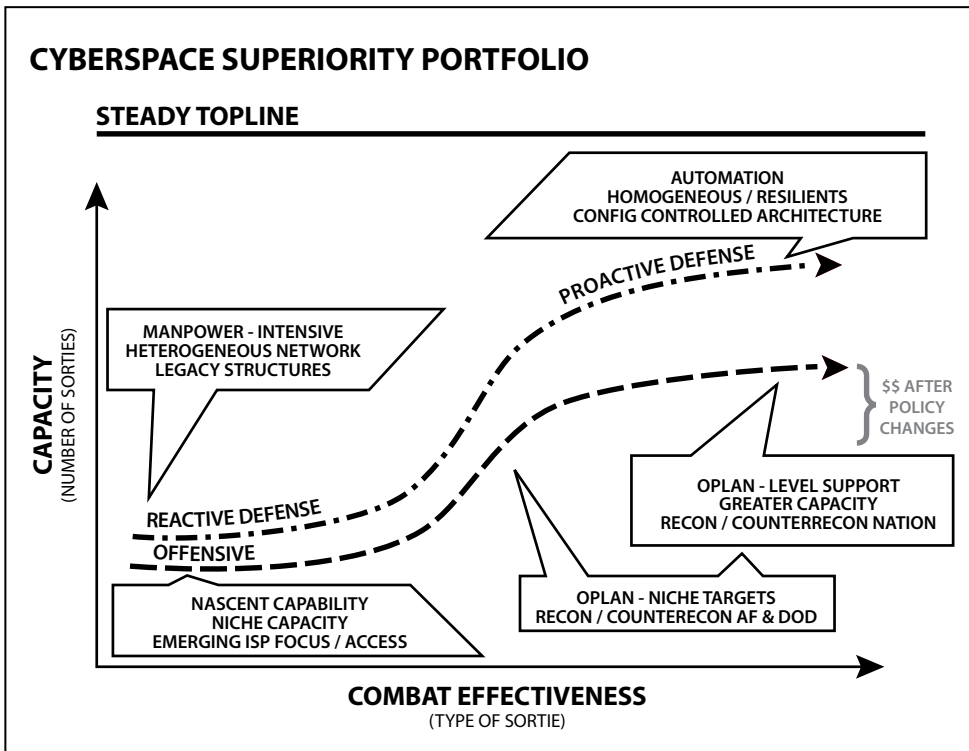 CYBERSPACE SUPERIORITY PORTFOLIO
STEADY TOPLINE
AUTOMATION
HOMOGENEOUS / RESILIENTS
CONFIG CONTROLLED ARCHITECTURE
PROACTIVE DEFENSE
MANPOWER - INTENSIVE
HETEROGENEOUS NETWORK
LEGACY STRUCTURES
CAPACITY
(NUMBER OF SORTIES)
$$ AFTER
POLICY
CHANGES
OPLAN - LEVEL SUPPORT
GREATER CAPACITY
RECON / COUNTERRECON NATION
REACTIVE DEFENSE
OFFENSIVE
NASCENT CAPABILITY
NICHE CAPACITY
EMERGING ISP FOCUS / ACCESS
OPLAN - NICHE TARGETS
RECON / COUNTERECON AF & DOD
COMBAT EFFECTIVENESS
(TYPE OF SORTIE)